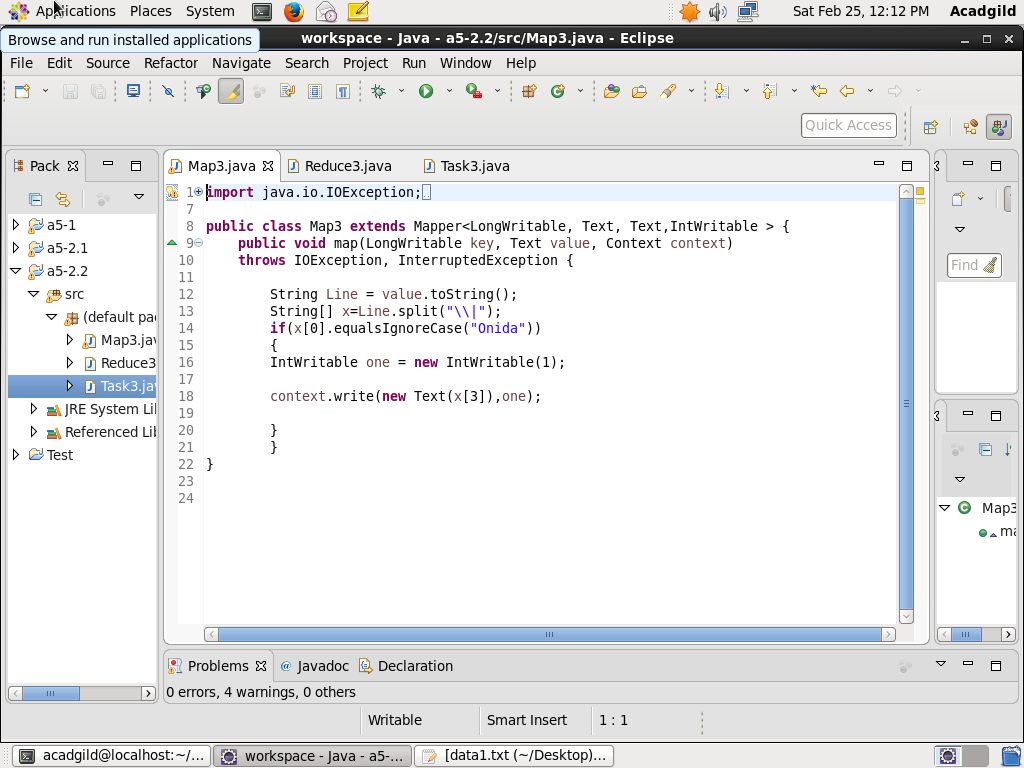 Applications Places System Sat Feb 25, 12:12 PM Acadgild
Browse and run installed applications
workspace - Java - a5-2.2/src/Map3.java - Eclipse
File Edit Source Refactor Navigate Search Project Run Window Help
Quick Access
Pack
Map3.java Reduce3.java Task3.java
a5-1
a5-2.1
a5-2.2
src
(default pa
Map3.jav
Reduce3
Task3.jav
JRE System Li
Referenced Lib
Test
1 import java.io.IOException;
7
8 public class Map3 extends Mapper<LongWritable, Text, Text,IntWritable > {
9 public void map(LongWritable key, Text value, Context context)
10 throws IOException, InterruptedException {
11
12 String Line = value.toString();
13 String[] x=Line.split("\\|");
14 if(x[0].equalsIgnoreCase("Onida"))
15 {
16 IntWritable one = new IntWritable(1);
17
18 context.write(new Text(x[3]),one);
19
20 }
21 }
22 }
23
24
Find
Map3
ma
Problems Javadoc Declaration
0 errors, 4 warnings, 0 others
Writable Smart Insert 1 : 1
acadgild@localhost:~/... workspace - Java - a5-... [data1.txt (~/Desktop)...